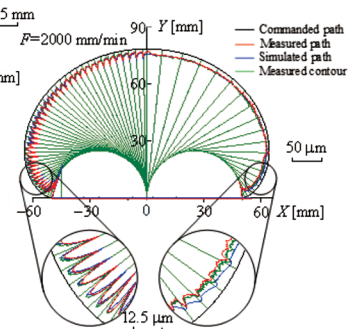 5 mm
90
Y [mm]
F=2000 mm/min
Commanded path
Measured path
Simulated path
Measured contour
mm]
60
30
50 µm
−60
−30
0
30
60
X [mm]
12.5 µm